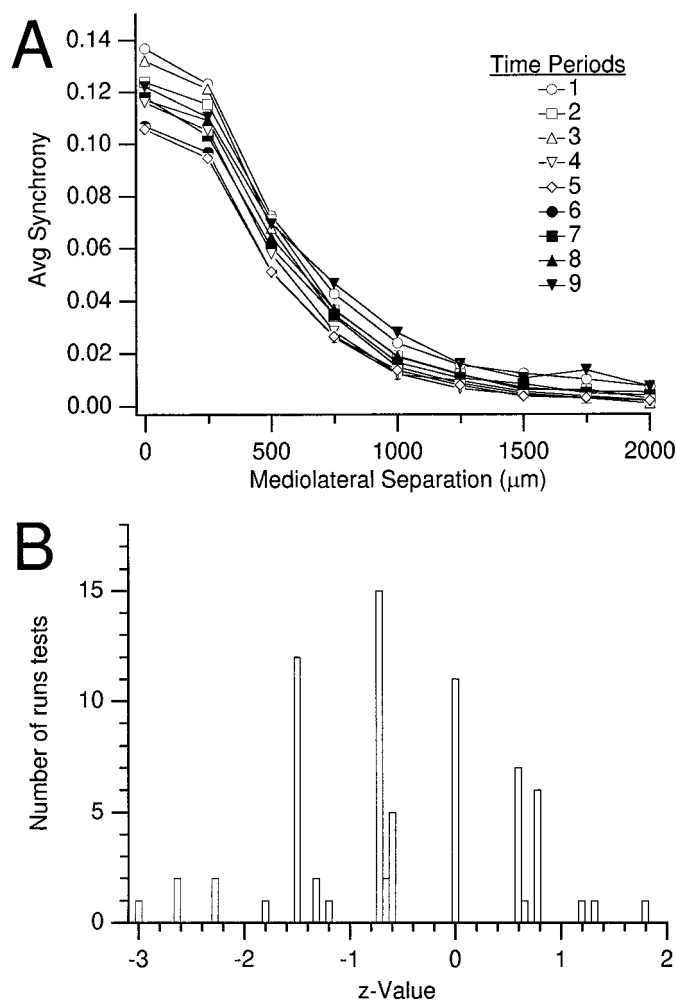 A
Avg Synchrony
0.14
0.12
0.10
0.08
0.06
0.04
0.02
0.00
0 500 1000 1500 2000
Mediolateral Separation (μm)
Time Periods
1
2
3
4
5
6
7
8
9
B
Number of runs tests
15
10
5
0
-3 -2 -1 0 1 2
z-Value